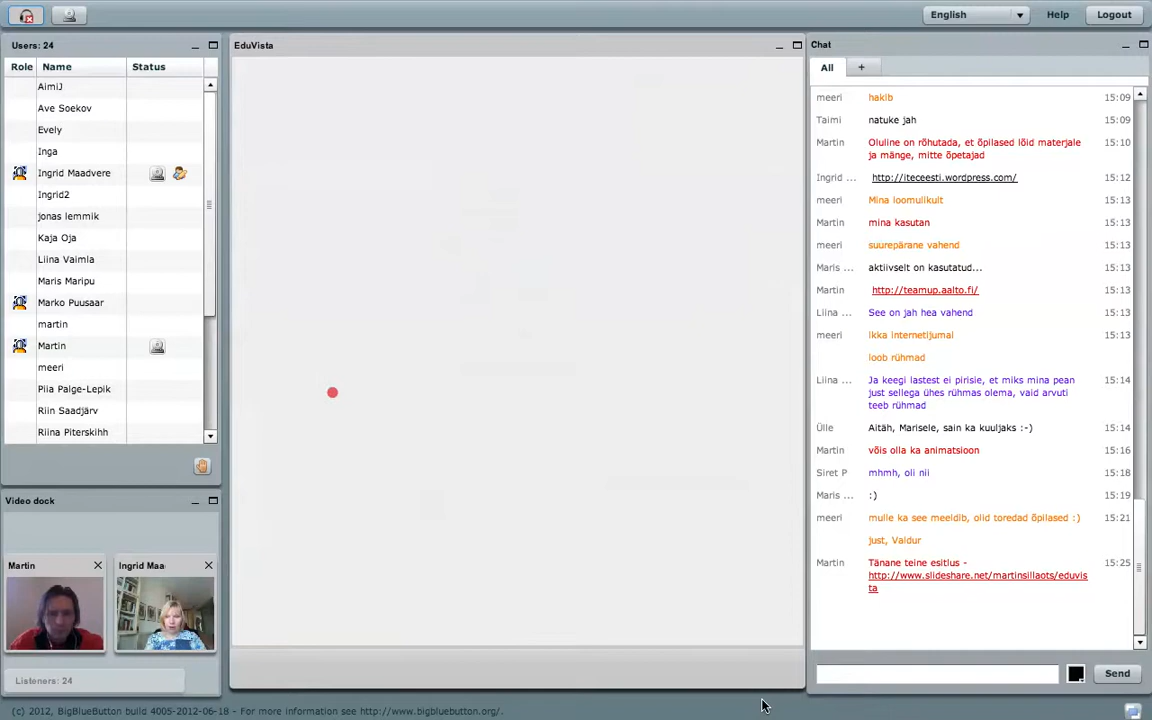 English
Help
Logout
Users: 24
Role Name Status
AimiJ
Ave Soekov
Evely
Inga
Ingrid Maadvere
Ingrid2
jonas lemmik
Kaja Oja
Liina Vaimla
Maris Maripu
Marko Puusaar
martin
Martin
meeri
Piia Palge-Lepik
Riin Saadjärv
Riina Piterskihh
Video dock
Martin
Ingrid Maa
Listeners: 24
EduVista
Chat
All +
meeri hakib 15:09
Taimi natuke jah 15:09
Martin Oluline on rõhutada, et õpilased lõid materjale 15:10
ja mänge, mitte õpetajad
Ingrid ... http://iteceesti.wordpress.com/ 15:12
meeri Mina loomulikult 15:13
Martin mina kasutan 15:13
meeri suurepärane vahend 15:13
Maris ... aktiivselt on kasutatud... 15:13
Martin http://teamup.aalto.fi/ 15:13
Liina ... See on jah hea vahend 15:13
meeri Ikka internetijumal 15:13
loob rühmad
Liina ... Ja keegi lastest ei pirisie, et miks mina pean 15:14
just sellega ühes rühmas olema, vaid arvuti
teeb rühmad
Ülle Aitäh, Marisele, sain ka kuuljaks :-) 15:14
Martin võis olla ka animatsioon 15:16
Siret P mhmh, oli nii 15:18
Maris ... :) 15:19
meeri mulle ka see meeldib, olid toredad õpilased :) 15:21
just, Valdur
Martin Tänane teine esitlus - 15:25
http://www.slideshare.net/martinsillaots/eduvis
ta
Send
(c) 2012, BigBlueButton build 4005-2012-06-18 - For more information see http://www.bigbluebutton.org/.